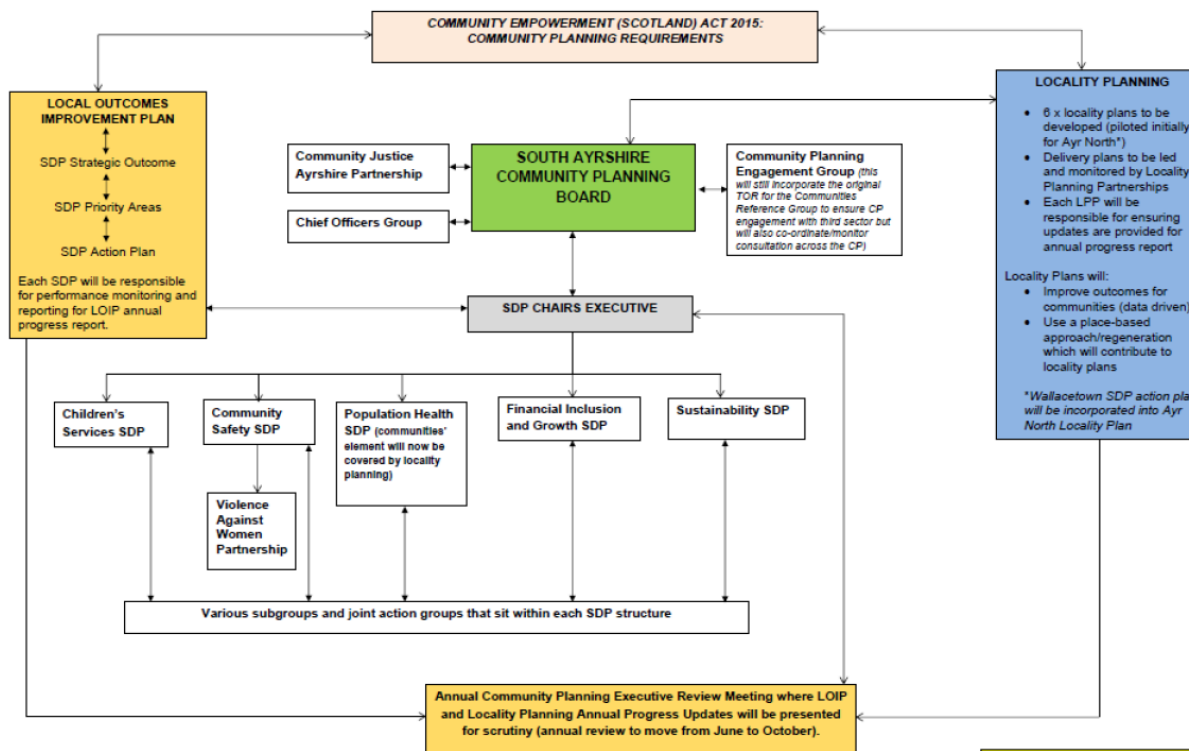 COMMUNITY EMPOWERMENT (SCOTLAND) ACT 2015:
COMMUNITY PLANNING REQUIREMENTS
LOCAL OUTCOMES
IMPROVEMENT PLAN
SDP Strategic Outcome
SDP Priority Areas
SDP Action Plan
Each SDP will be responsible
for performance monitoring and
reporting for LOIP annual
progress report.
Community Justice
Ayrshire Partnership
Chief Officers Group
SOUTH AYRSHIRE
COMMUNITY PLANNING
BOARD
Community Planning
Engagement Group (this
will still incorporate the original
TOR for the Communities
Reference Group to ensure CP
engagement with third sector but
will also co-ordinate/monitor
consultation across the CP)
LOCALITY PLANNING
• 6 x locality plans to be
developed (piloted initially
for Ayr North*)
• Delivery plans to be led
and monitored by Locality
Planning Partnerships
• Each LPP will be
responsible for ensuring
updates are provided for
annual progress report
Locality Plans will:
• Improve outcomes for
communities (data driven)
• Use a place-based
approach/regeneration
which will contribute to
locality plans
*Wallacetown SDP action pla
will be incorporated into Ayr
North Locality Plan
SDP CHAIRS EXECUTIVE
Children's
Services SDP
Community
Safety SDP
Population Health
SDP (communities'
element will now be
covered by locality
planning)
Financial Inclusion
and Growth SDP
Sustainability SDP
Violence
Against
Women
Partnership
Various subgroups and joint action groups that sit within each SDP structure
Annual Community Planning Executive Review Meeting where LOIP
and Locality Planning Annual Progress Updates will be presented
for scrutiny (annual review to move from June to October).